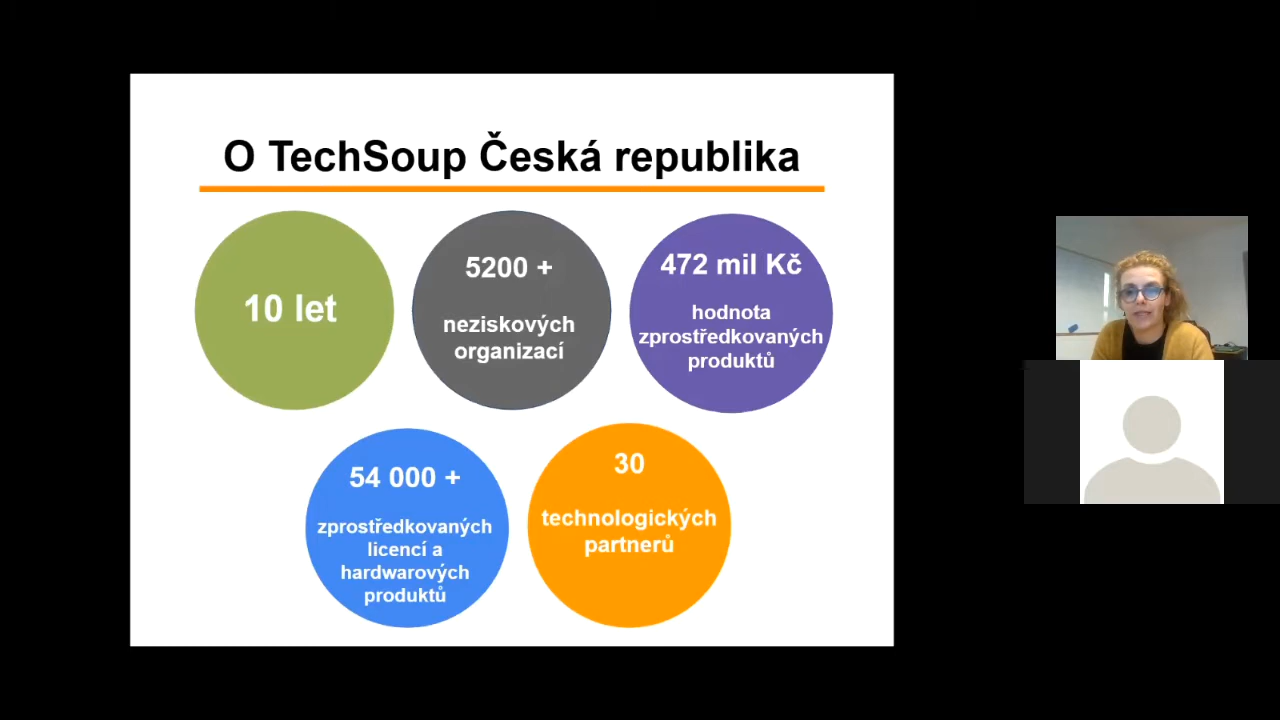 O TechSoup Česká republika
10 let
5200 +
neziskových
organizací
472 mil Kč
hodnota
zprostředkovaných
produktů
54 000 +
zprostředkovaných
licencí a
hardwarových
produktů
30
technologických
partnerů